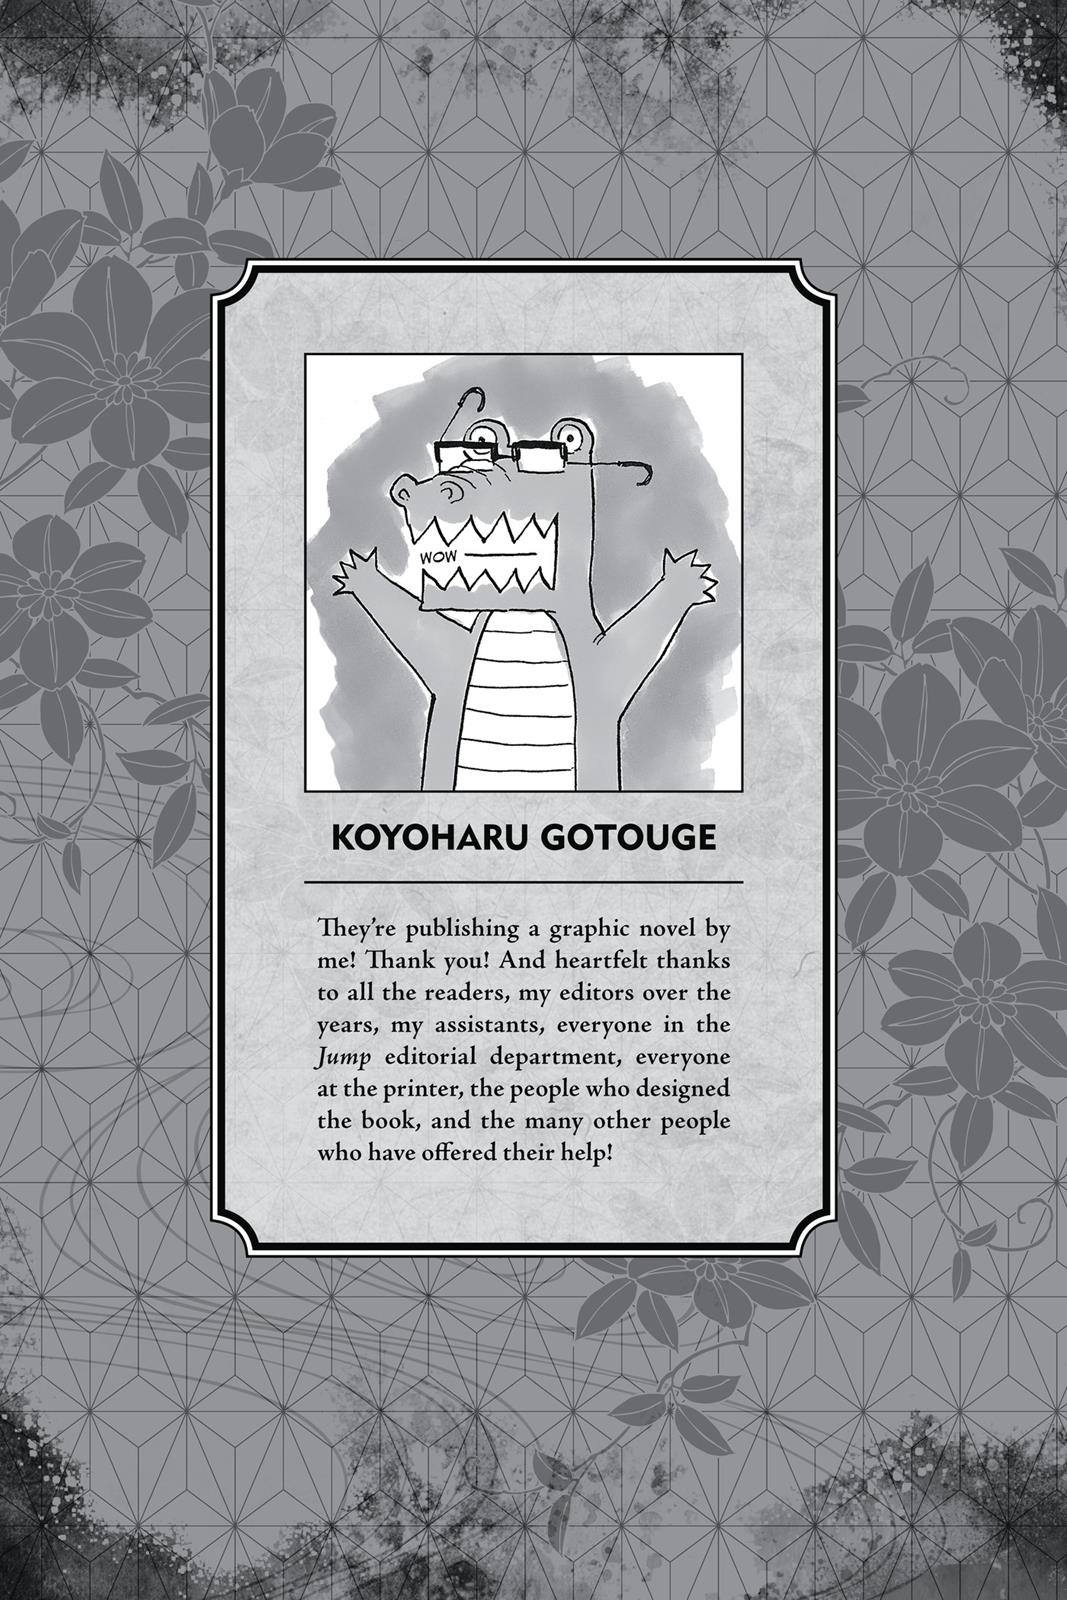 WOW
KOYOHARU GOTOUGE
They’re publishing a graphic novel by
me! Thank you! And heartfelt thanks
to all the readers, my editors over the
years, my assistants, everyone in the
Jump editorial department, everyone
at the printer, the people who designed
the book, and the many other people
who have offered their help!